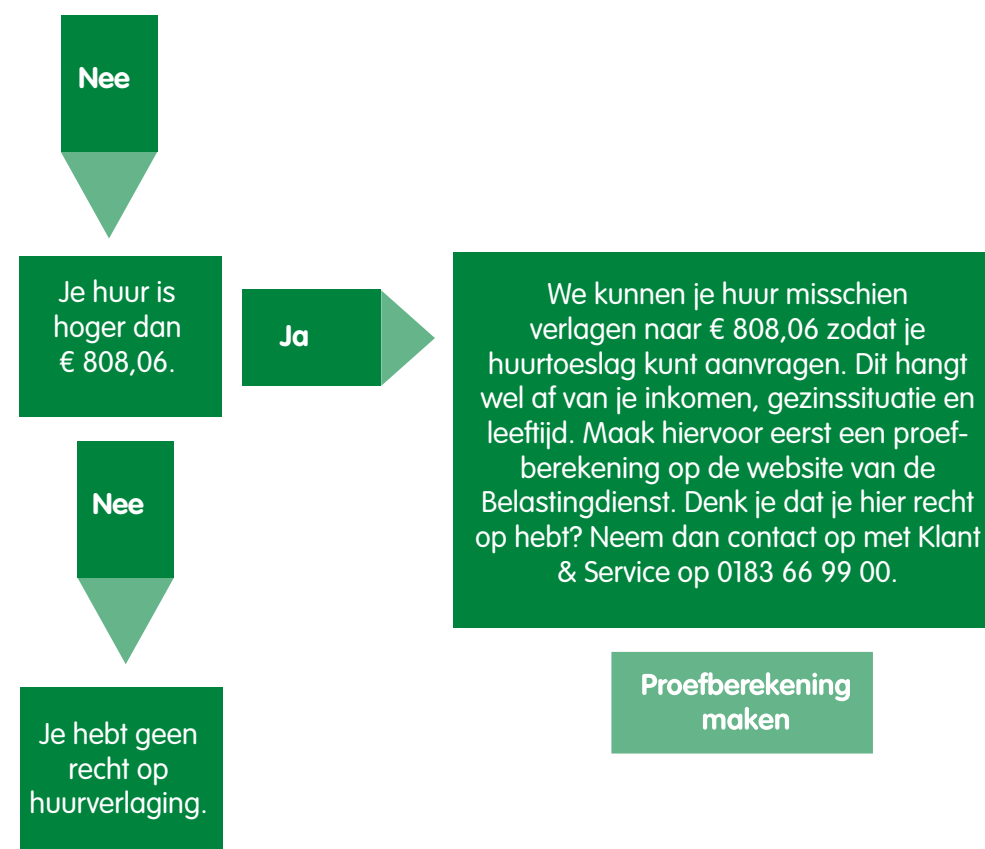 Nee
Je huur is
hoger dan
€ 808,06.
Ja
We kunnen je huur misschien
verlagen naar € 808,06 zodat je
huurtoeslag kunt aanvragen. Dit hangt
wel af van je inkomen, gezinssituatie en
leeftijd. Maak hiervoor eerst een proef-
berekening op de website van de
Belastingdienst. Denk je dat je hier recht
op hebt? Neem dan contact op met Klant
& Service op 0183 66 99 00.
Proefberekening
maken
Nee
Je hebt geen
recht op
huurverlaging.